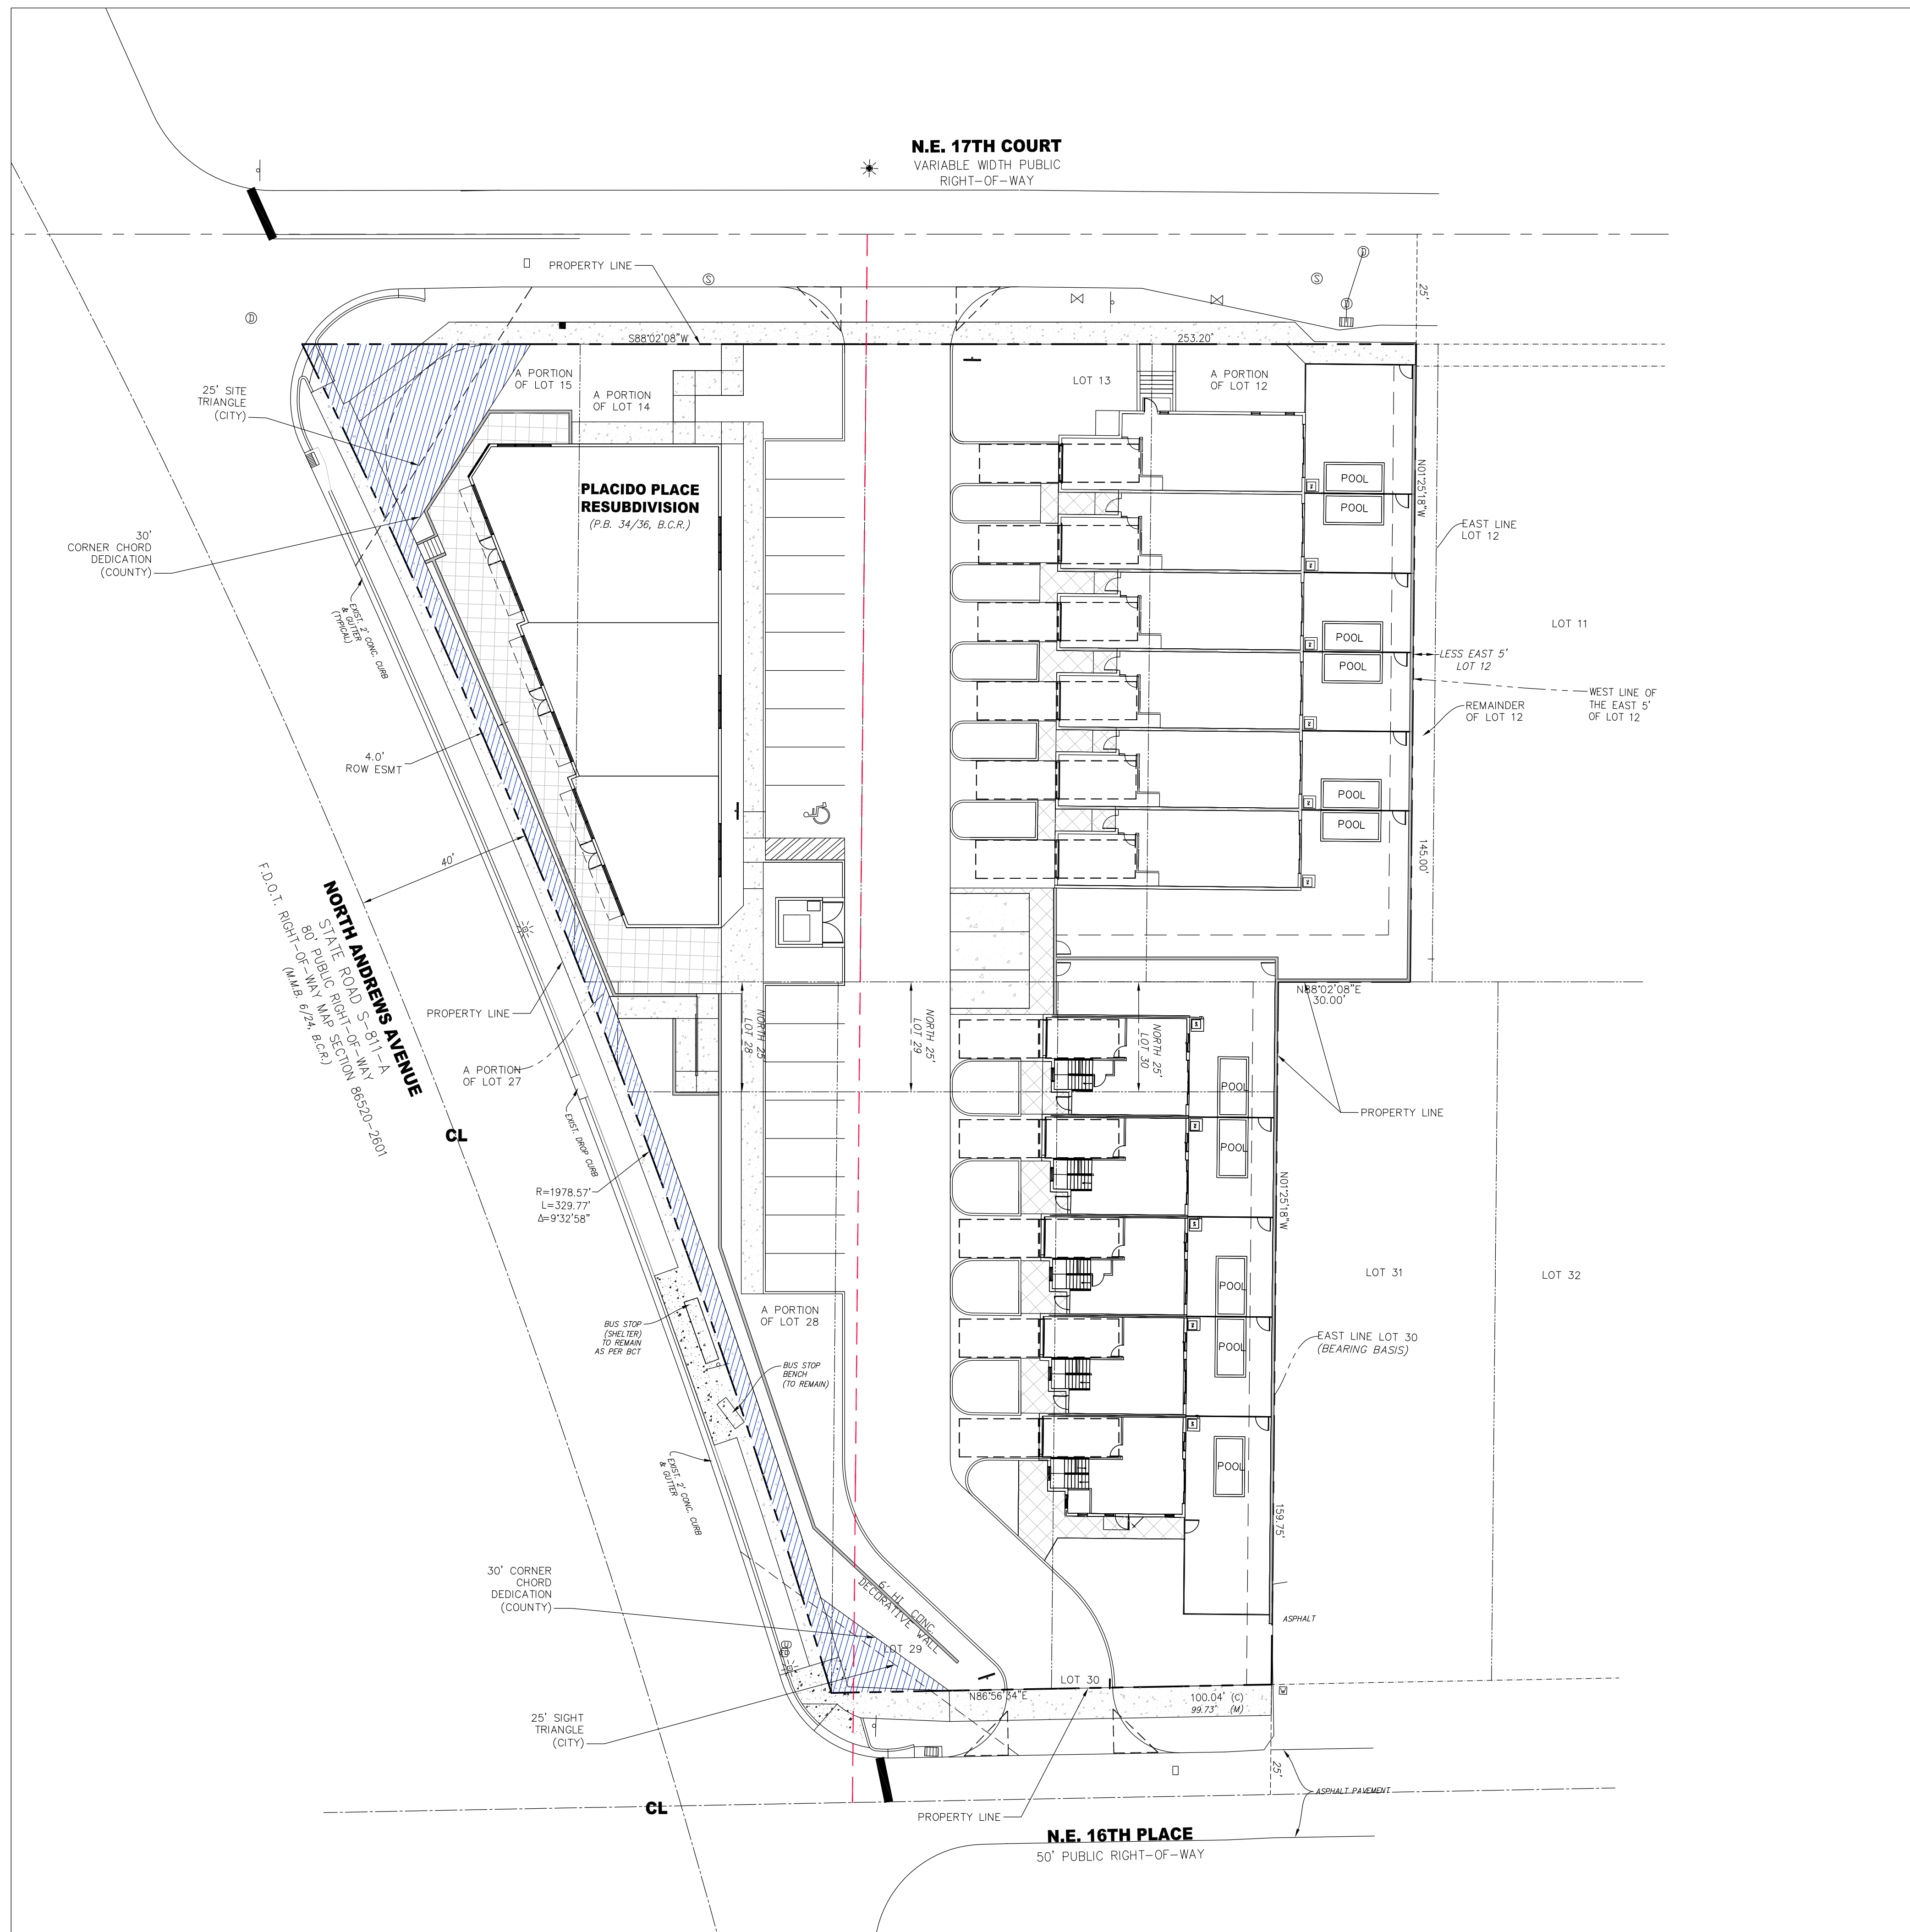 N.E. 17TH COURT
VARIABLE WIDTH PUBLIC
RIGHT-OF-WAY
PROPERTY LINE
D
S
S
D
D
25'
S88°02'08"W
253.20'
A PORTION
OF LOT 15
A PORTION
OF LOT 14
LOT 13
A PORTION
OF LOT 12
25' SITE
TRIANGLE
(CITY)
PLACIDO PLACE
RESUBDIVISION
(P.B. 34/36, B.C.R.)
POOL
POOL
N01°25'18"W
EAST LINE
LOT 12
30'
CORNER CHORD
DEDICATION
(COUNTY)
EXIST. 2' CONC. CURB
& GUTTER
(TYPICAL)
LOT 11
POOL
POOL
LESS EAST 5'
LOT 12
WEST LINE OF
THE EAST 5'
OF LOT 12
REMAINDER
OF LOT 12
4.0'
ROW ESMT
POOL
POOL
40'
145.00'
NORTH ANDREWS AVENUE
STATE ROAD S-811-A
80' PUBLIC RIGHT-OF-WAY
F.D.O.T. RIGHT-OF-WAY MAP SECTION 86520-2601
(M.M.B. 6/24, B.C.R.)
N88°02'08"E
30.00'
PROPERTY LINE
NORTH 25'
LOT 28
NORTH 25'
LOT 29
NORTH 25'
LOT 30
A PORTION
OF LOT 27
POOL
PROPERTY LINE
EXIST. DROP CURB
CL
POOL
R=1978.57'
L=329.77'
Δ=9°32'58"
N01°25'18"W
LOT 31
LOT 32
POOL
A PORTION
OF LOT 28
BUS STOP
(SHELTER)
TO REMAIN
AS PER BCT
POOL
EAST LINE LOT 30
(BEARING BASIS)
BUS STOP
BENCH
(TO REMAIN)
POOL
EXIST. 2' CONC. CURB
& GUTTER
159.75'
30' CORNER
CHORD
DEDICATION
(COUNTY)
6' HI. CONC.
DECORATIVE WALL
ASPHALT
LOT 29
LOT 30
N86°56'34"E
100.04' (C)
99.73' (M)
25' SIGHT
TRIANGLE
(CITY)
25'
ASPHALT PAVEMENT
CL
PROPERTY LINE
N.E. 16TH PLACE
50' PUBLIC RIGHT-OF-WAY